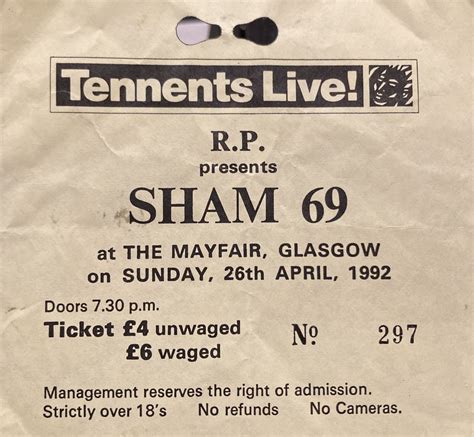 Tennents Live!
R.P.
presents
SHAM 69
at THE MAYFAIR, GLASGOW
on SUNDAY, 26th APRIL, 1992
Doors 7.30 p.m.
Ticket £4 unwaged Nº 297
£6 waged
Management reserves the right of admission.
Strictly over 18's No refunds No Cameras.